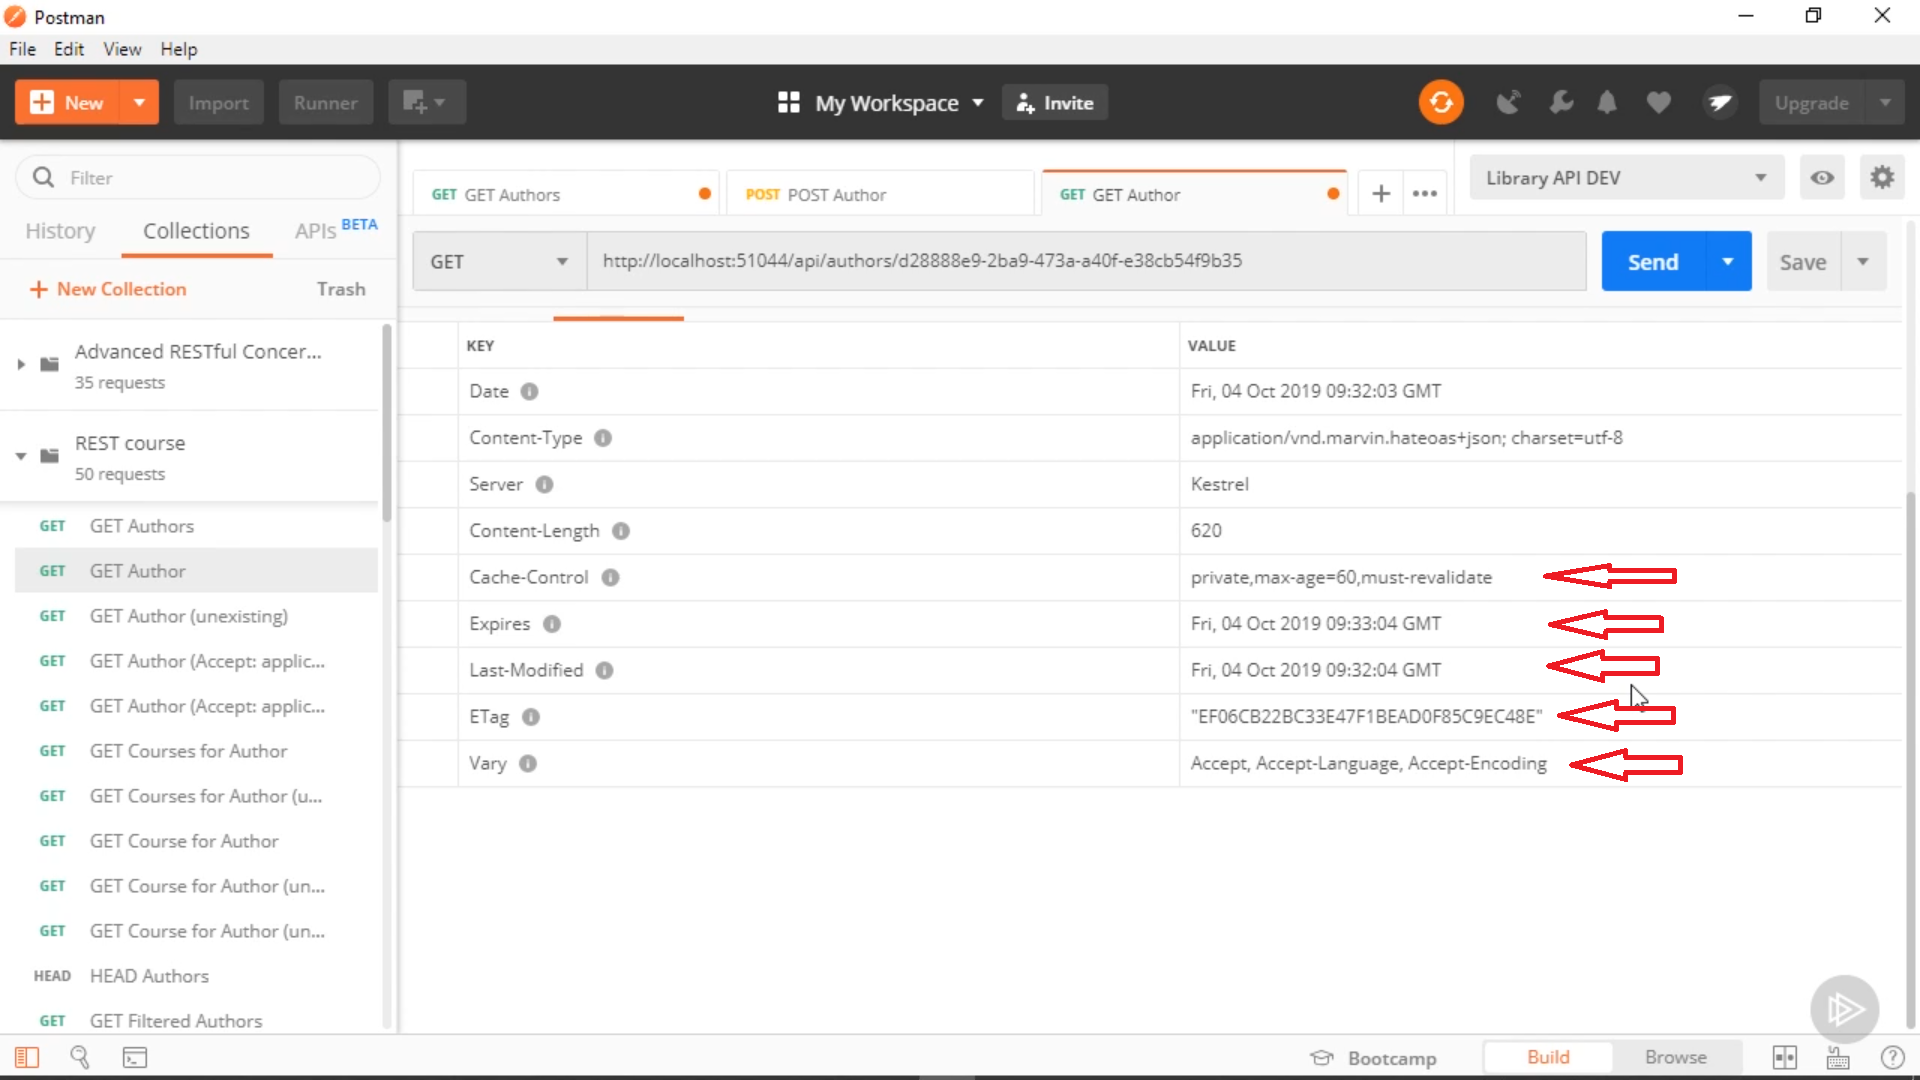 Postman
File Edit View Help
New Import Runner My Workspace Invite Upgrade
Filter
History Collections APIs BETA
New Collection Trash
Advanced RESTful Concer...
35 requests
REST course
50 requests
GET GET Authors
GET GET Author
GET GET Author (unexisting)
GET GET Author (Accept: applic...
GET GET Author (Accept: applic...
GET GET Courses for Author
GET GET Courses for Author (u...
GET GET Course for Author
GET GET Course for Author (un...
GET GET Course for Author (un...
HEAD HEAD Authors
GET GET Filtered Authors
GET GET Authors POST POST Author GET GET Author Library API DEV
GET http://localhost:51044/api/authors/d28888e9-2ba9-473a-a40f-e38cb54f9b35 Send Save
KEY VALUE
Date Fri, 04 Oct 2019 09:32:03 GMT
Content-Type application/vnd.marvin.hateoas+json; charset=utf-8
Server Kestrel
Content-Length 620
Cache-Control private,max-age=60,must-revalidate
Expires Fri, 04 Oct 2019 09:33:04 GMT
Last-Modified Fri, 04 Oct 2019 09:32:04 GMT
ETag "EF06CB22BC33E47F1BEAD0F85C9EC48E"
Vary Accept, Accept-Language, Accept-Encoding
Bootcamp Build Browse